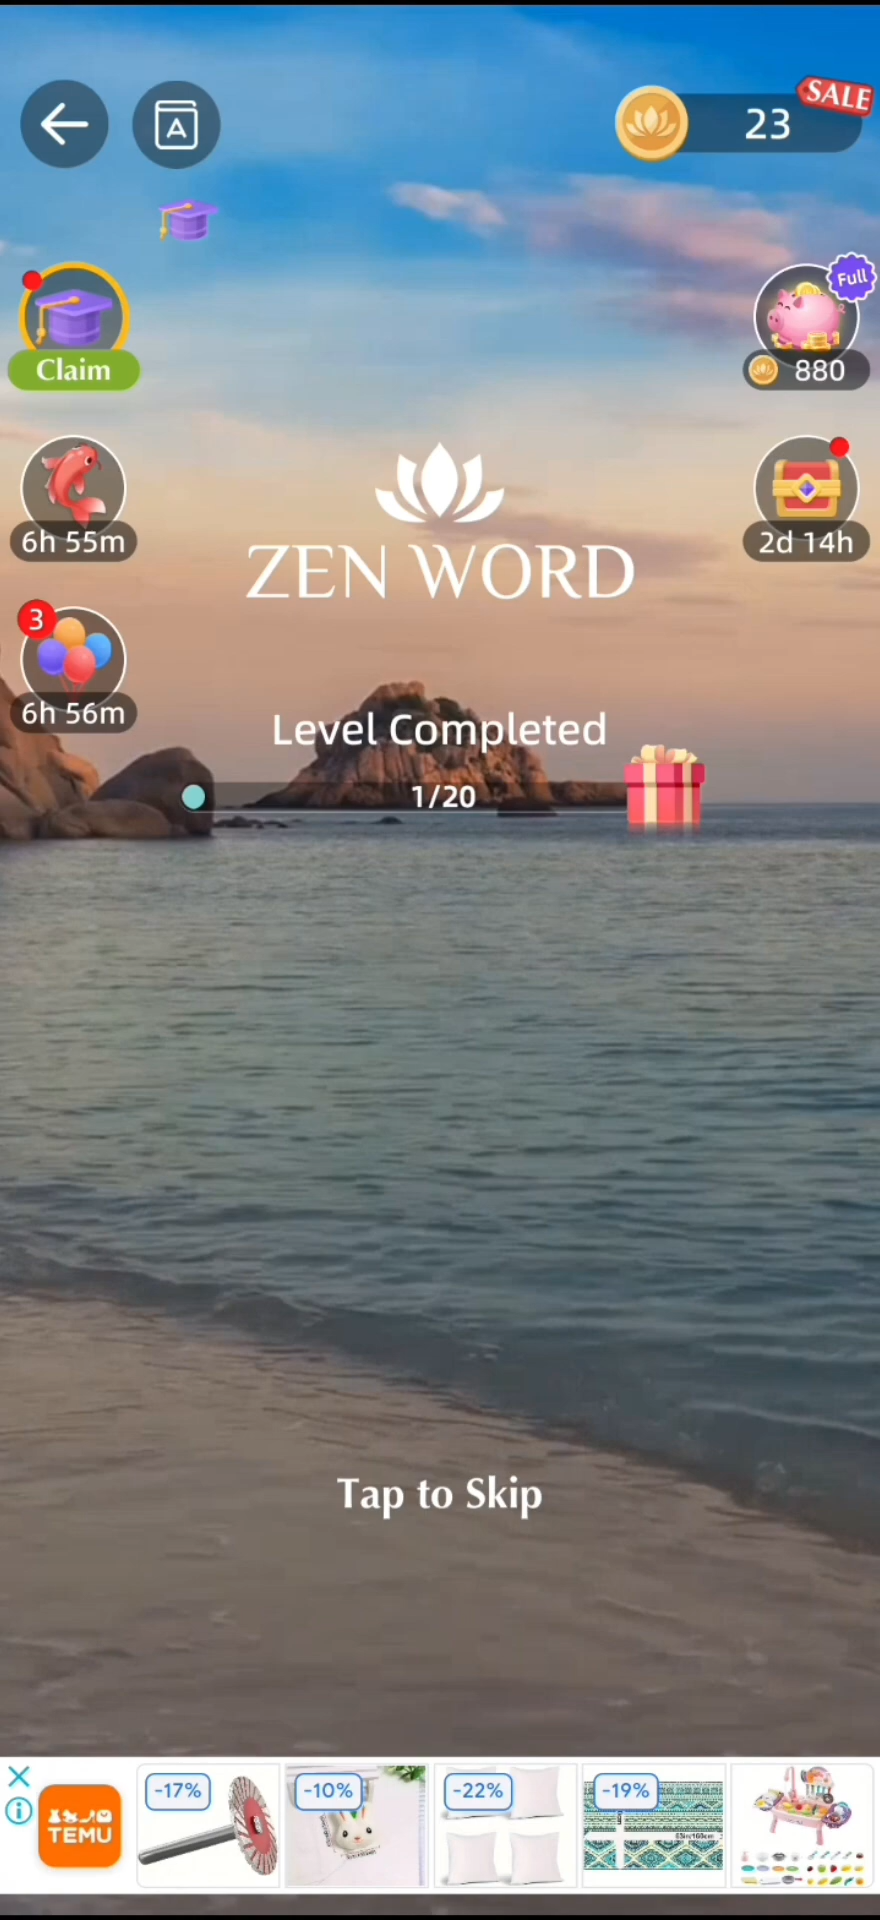 SALE
A
23
Full
Claim
880
6h 55m
2d 14h
ZEN WORD
3
6h 56m
Level Completed
1/20
Tap to Skip
-17%
-10%
-22%
-19%
TEMU